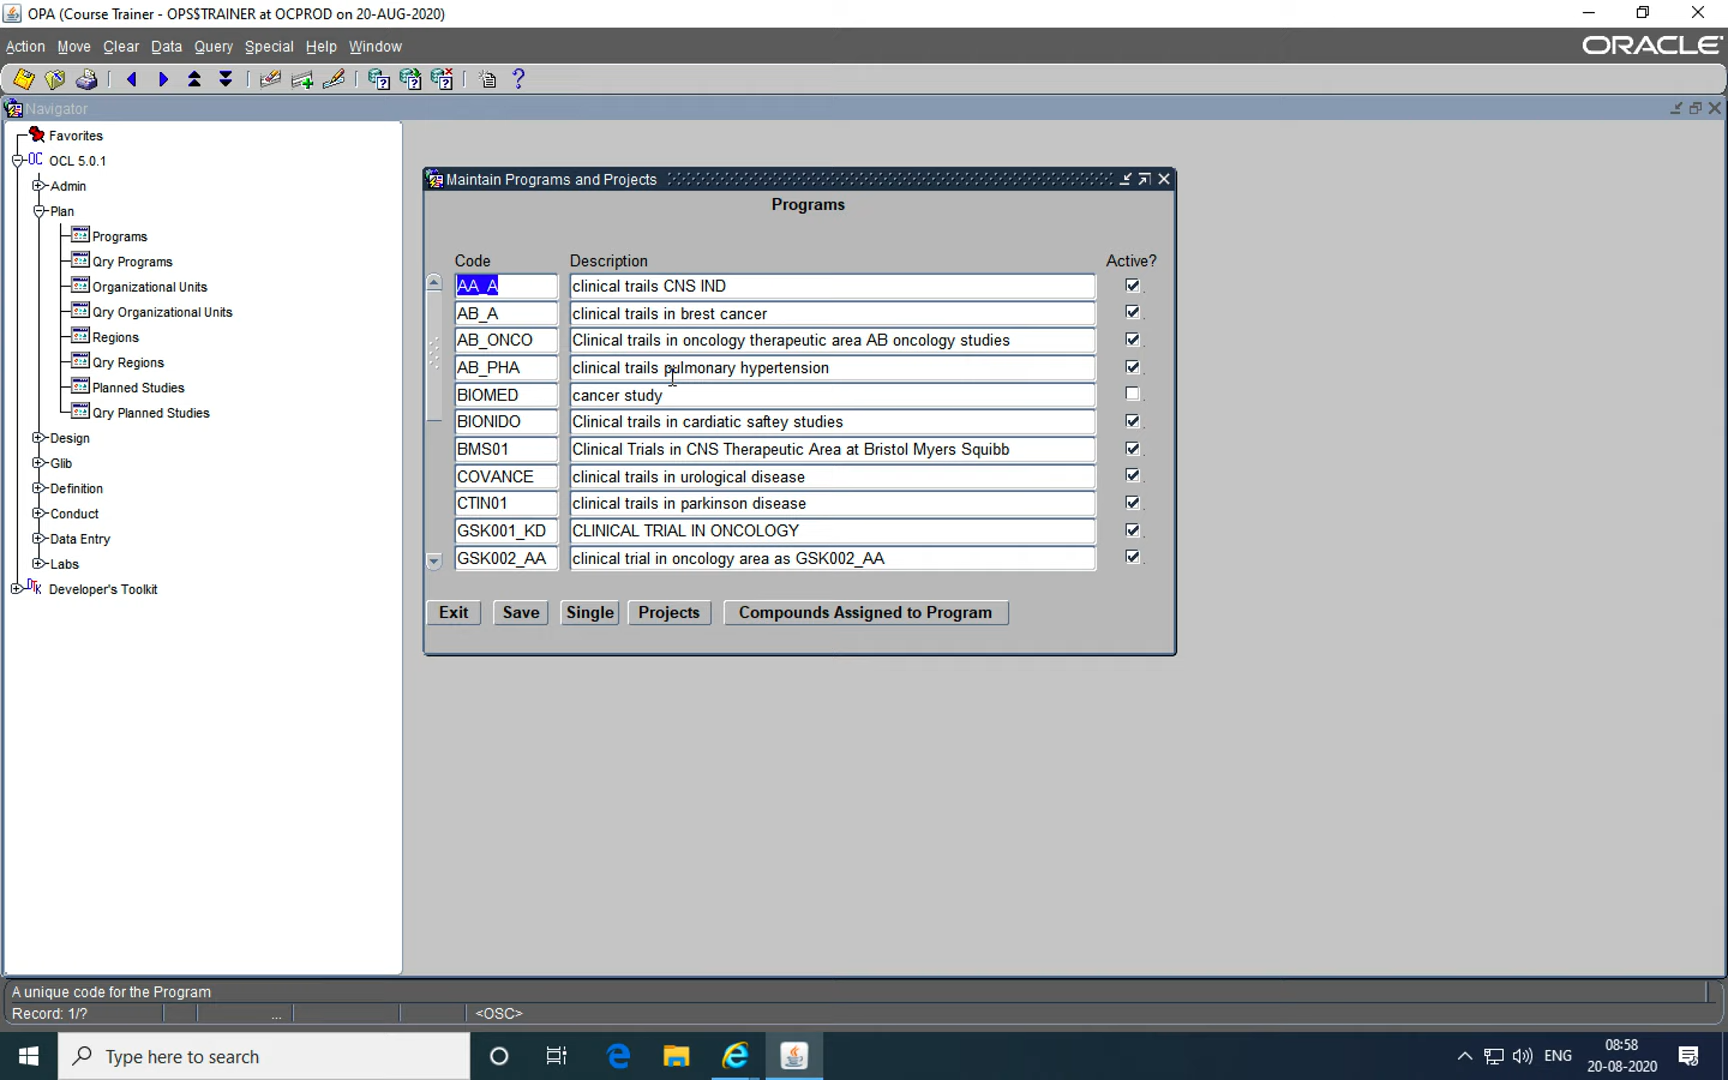 OPA (Course Trainer - OPS$TRAINER at OCPROD on 20-AUG-2020)
Action Move Clear Data Query Special Help Window
ORACLE
Navigator
Favorites
OCL 5.0.1
Admin
Plan
Programs
Qry Programs
Organizational Units
Qry Organizational Units
Regions
Qry Regions
Planned Studies
Qry Planned Studies
Design
Glib
Definition
Conduct
Data Entry
Labs
Developer's Toolkit
Maintain Programs and Projects
Programs
Code Description Active?
AA_A clinical trails CNS IND
AB_A clinical trails in brest cancer
AB_ONCO Clinical trails in oncology therapeutic area AB oncology studies
AB_PHA clinical trails pulmonary hypertension
BIOMED cancer study
BIONIDO Clinical trails in cardiatic saftey studies
BMS01 Clinical Trials in CNS Therapeutic Area at Bristol Myers Squibb
COVANCE clinical trails in urological disease
CTIN01 clinical trails in parkinson disease
GSK001_KD CLINICAL TRIAL IN ONCOLOGY
GSK002_AA clinical trial in oncology area as GSK002_AA
Exit Save Single Projects Compounds Assigned to Program
A unique code for the Program
Record: 1/? ... <OSC>
Type here to search
ENG
08:58
20-08-2020